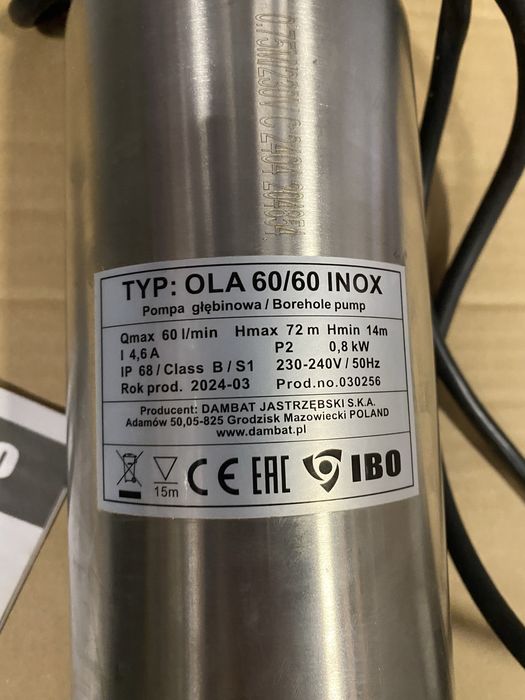 TYP: OLA 60/60 INOX
Pompa głębinowa / Borehole pump
Qmax 60 l/min Hmax 72 m Hmin 14m
I 4,6 A P2 0,8 kW
IP 68 / Class B / S1 230-240V / 50Hz
Rok prod. 2024-03 Prod.no.030256
Producent: DAMBAT JASTRZĘBSKI S.K.A.
Adamów 50,05-825 Grodzisk Mazowiecki POLAND
www.dambat.pl
15m CE EAC IBO